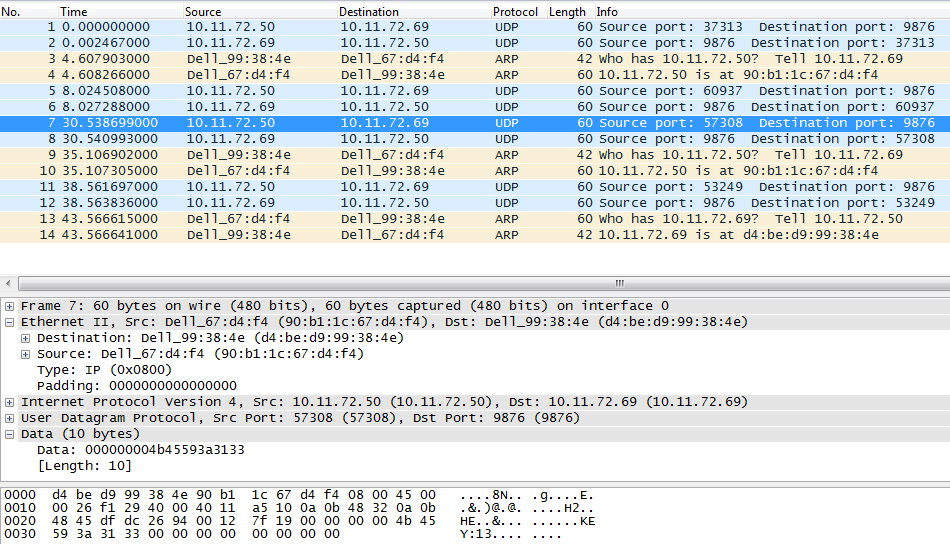 No. Time Source Destination Protocol Length Info
1 0.000000000 10.11.72.50 10.11.72.69 UDP 60 Source port: 37313 Destination port: 9876
2 0.002467000 10.11.72.69 10.11.72.50 UDP 60 Source port: 9876 Destination port: 37313
3 4.607903000 Dell_99:38:4e Dell_67:d4:f4 ARP 42 Who has 10.11.72.50? Tell 10.11.72.69
4 4.608266000 Dell_67:d4:f4 Dell_99:38:4e ARP 60 10.11.72.50 is at 90:b1:1c:67:d4:f4
5 8.024508000 10.11.72.50 10.11.72.69 UDP 60 Source port: 60937 Destination port: 9876
6 8.027288000 10.11.72.69 10.11.72.50 UDP 60 Source port: 9876 Destination port: 60937
7 30.538699000 10.11.72.50 10.11.72.69 UDP 60 Source port: 57308 Destination port: 9876
8 30.540993000 10.11.72.69 10.11.72.50 UDP 60 Source port: 9876 Destination port: 57308
9 35.106902000 Dell_99:38:4e Dell_67:d4:f4 ARP 42 Who has 10.11.72.50? Tell 10.11.72.69
10 35.107305000 Dell_67:d4:f4 Dell_99:38:4e ARP 60 10.11.72.50 is at 90:b1:1c:67:d4:f4
11 38.561697000 10.11.72.50 10.11.72.69 UDP 60 Source port: 53249 Destination port: 9876
12 38.563836000 10.11.72.69 10.11.72.50 UDP 60 Source port: 9876 Destination port: 53249
13 43.566615000 Dell_67:d4:f4 Dell_99:38:4e ARP 60 Who has 10.11.72.69? Tell 10.11.72.50
14 43.566641000 Dell_99:38:4e Dell_67:d4:f4 ARP 42 10.11.72.69 is at d4:be:d9:99:38:4e
Frame 7: 60 bytes on wire (480 bits), 60 bytes captured (480 bits) on interface 0
Ethernet II, Src: Dell_67:d4:f4 (90:b1:1c:67:d4:f4), Dst: Dell_99:38:4e (d4:be:d9:99:38:4e)
Destination: Dell_99:38:4e (d4:be:d9:99:38:4e)
Source: Dell_67:d4:f4 (90:b1:1c:67:d4:f4)
Type: IP (0x0800)
Padding: 0000000000000000
Internet Protocol Version 4, Src: 10.11.72.50 (10.11.72.50), Dst: 10.11.72.69 (10.11.72.69)
User Datagram Protocol, Src Port: 57308 (57308), Dst Port: 9876 (9876)
Data (10 bytes)
Data: 000000004b45593a3133
[Length: 10]
0000 d4 be d9 99 38 4e 90 b1 1c 67 d4 f4 08 00 45 00 ....8N.. .g....E.
0010 00 26 f1 29 40 00 40 11 a5 10 0a 0b 48 32 0a 0b .&.)@.@. ....H2..
0020 48 45 df dc 26 94 00 12 7f 19 00 00 00 00 4b 45 HE..&... ......KE
0030 59 3a 31 33 00 00 00 00 00 00 00 00 Y:13.... ....